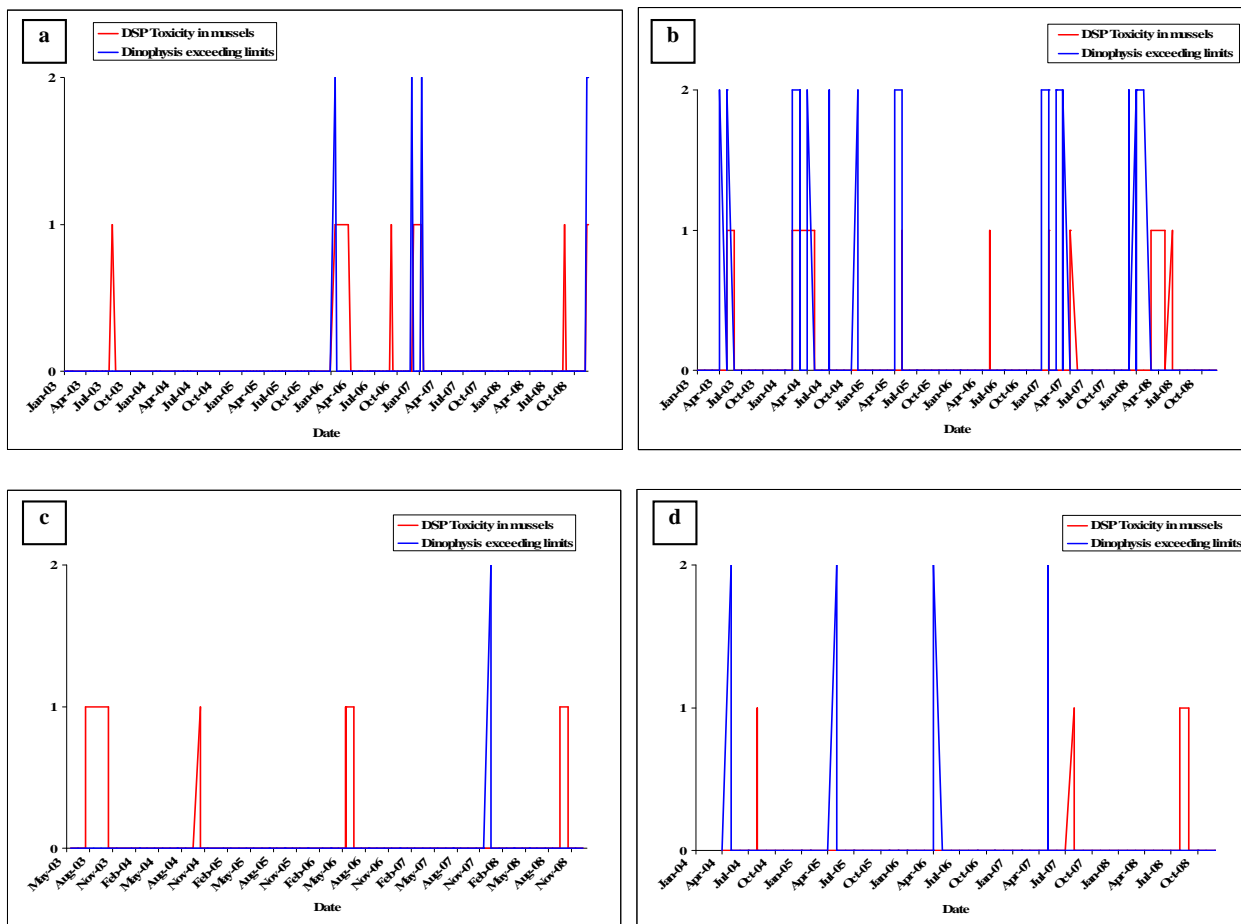 a
DSP Toxicity in mussels
Dinophysis exceeding limits
2
1
0
Jan-03 Apr-03 Jul-03 Oct-03 Jan-04 Apr-04 Jul-04 Oct-04 Jan-05 Apr-05 Jul-05 Oct-05 Jan-06 Apr-06 Jul-06 Oct-06 Jan-07 Apr-07 Jul-07 Oct-07 Jan-08 Apr-08 Jul-08 Oct-08
Date
b
DSP Toxicity in mussels
Dinophysis exceeding limits
2
1
0
Jan-03 Apr-03 Jul-03 Oct-03 Jan-04 Apr-04 Jul-04 Oct-04 Jan-05 Apr-05 Jul-05 Oct-05 Jan-06 Apr-06 Jul-06 Oct-06 Jan-07 Apr-07 Jul-07 Oct-07 Jan-08 Apr-08 Jul-08 Oct-08
Date
c
DSP Toxicity in mussels
Dinophysis exceeding limits
2
1
0
May-03 Aug-03 Nov-03 Feb-04 May-04 Aug-04 Nov-04 Feb-05 May-05 Aug-05 Nov-05 Feb-06 May-06 Aug-06 Nov-06 Feb-07 May-07 Aug-07 Nov-07 Feb-08 May-08 Aug-08 Nov-08
Date
d
DSP Toxicity in mussels
Dinophysis exceeding limits
2
1
0
Jan-04 Apr-04 Jul-04 Oct-04 Jan-05 Apr-05 Jul-05 Oct-05 Jan-06 Apr-06 Jul-06 Oct-06 Jan-07 Apr-07 Jul-07 Oct-07 Jan-08 Apr-08 Jul-08 Oct-08
Date